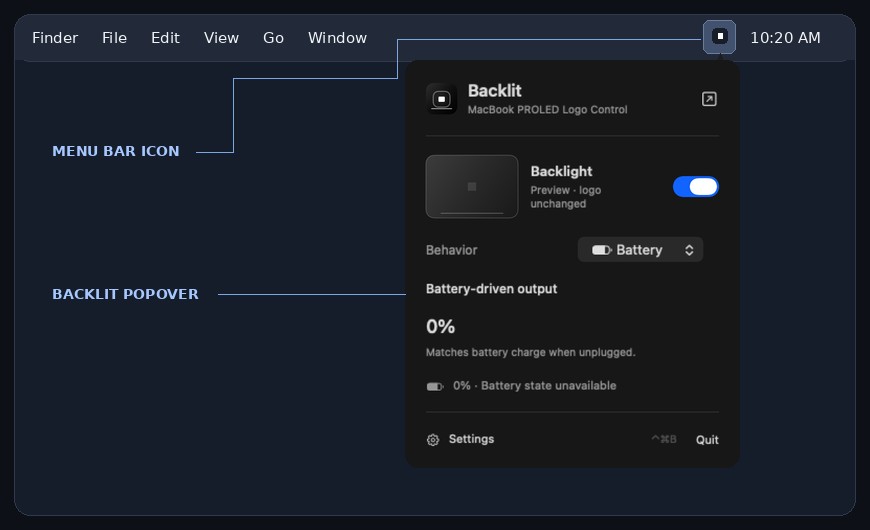 Finder File Edit View Go Window 10:20 AM
Backlit
MacBook PROLED Logo Control
MENU BAR ICON
Backlight
Preview · logo
unchanged
Behavior Battery
BACKLIT POPOVER
Battery-driven output
0%
Matches battery charge when unplugged.
0% · Battery state unavailable
Settings ^⌘B Quit